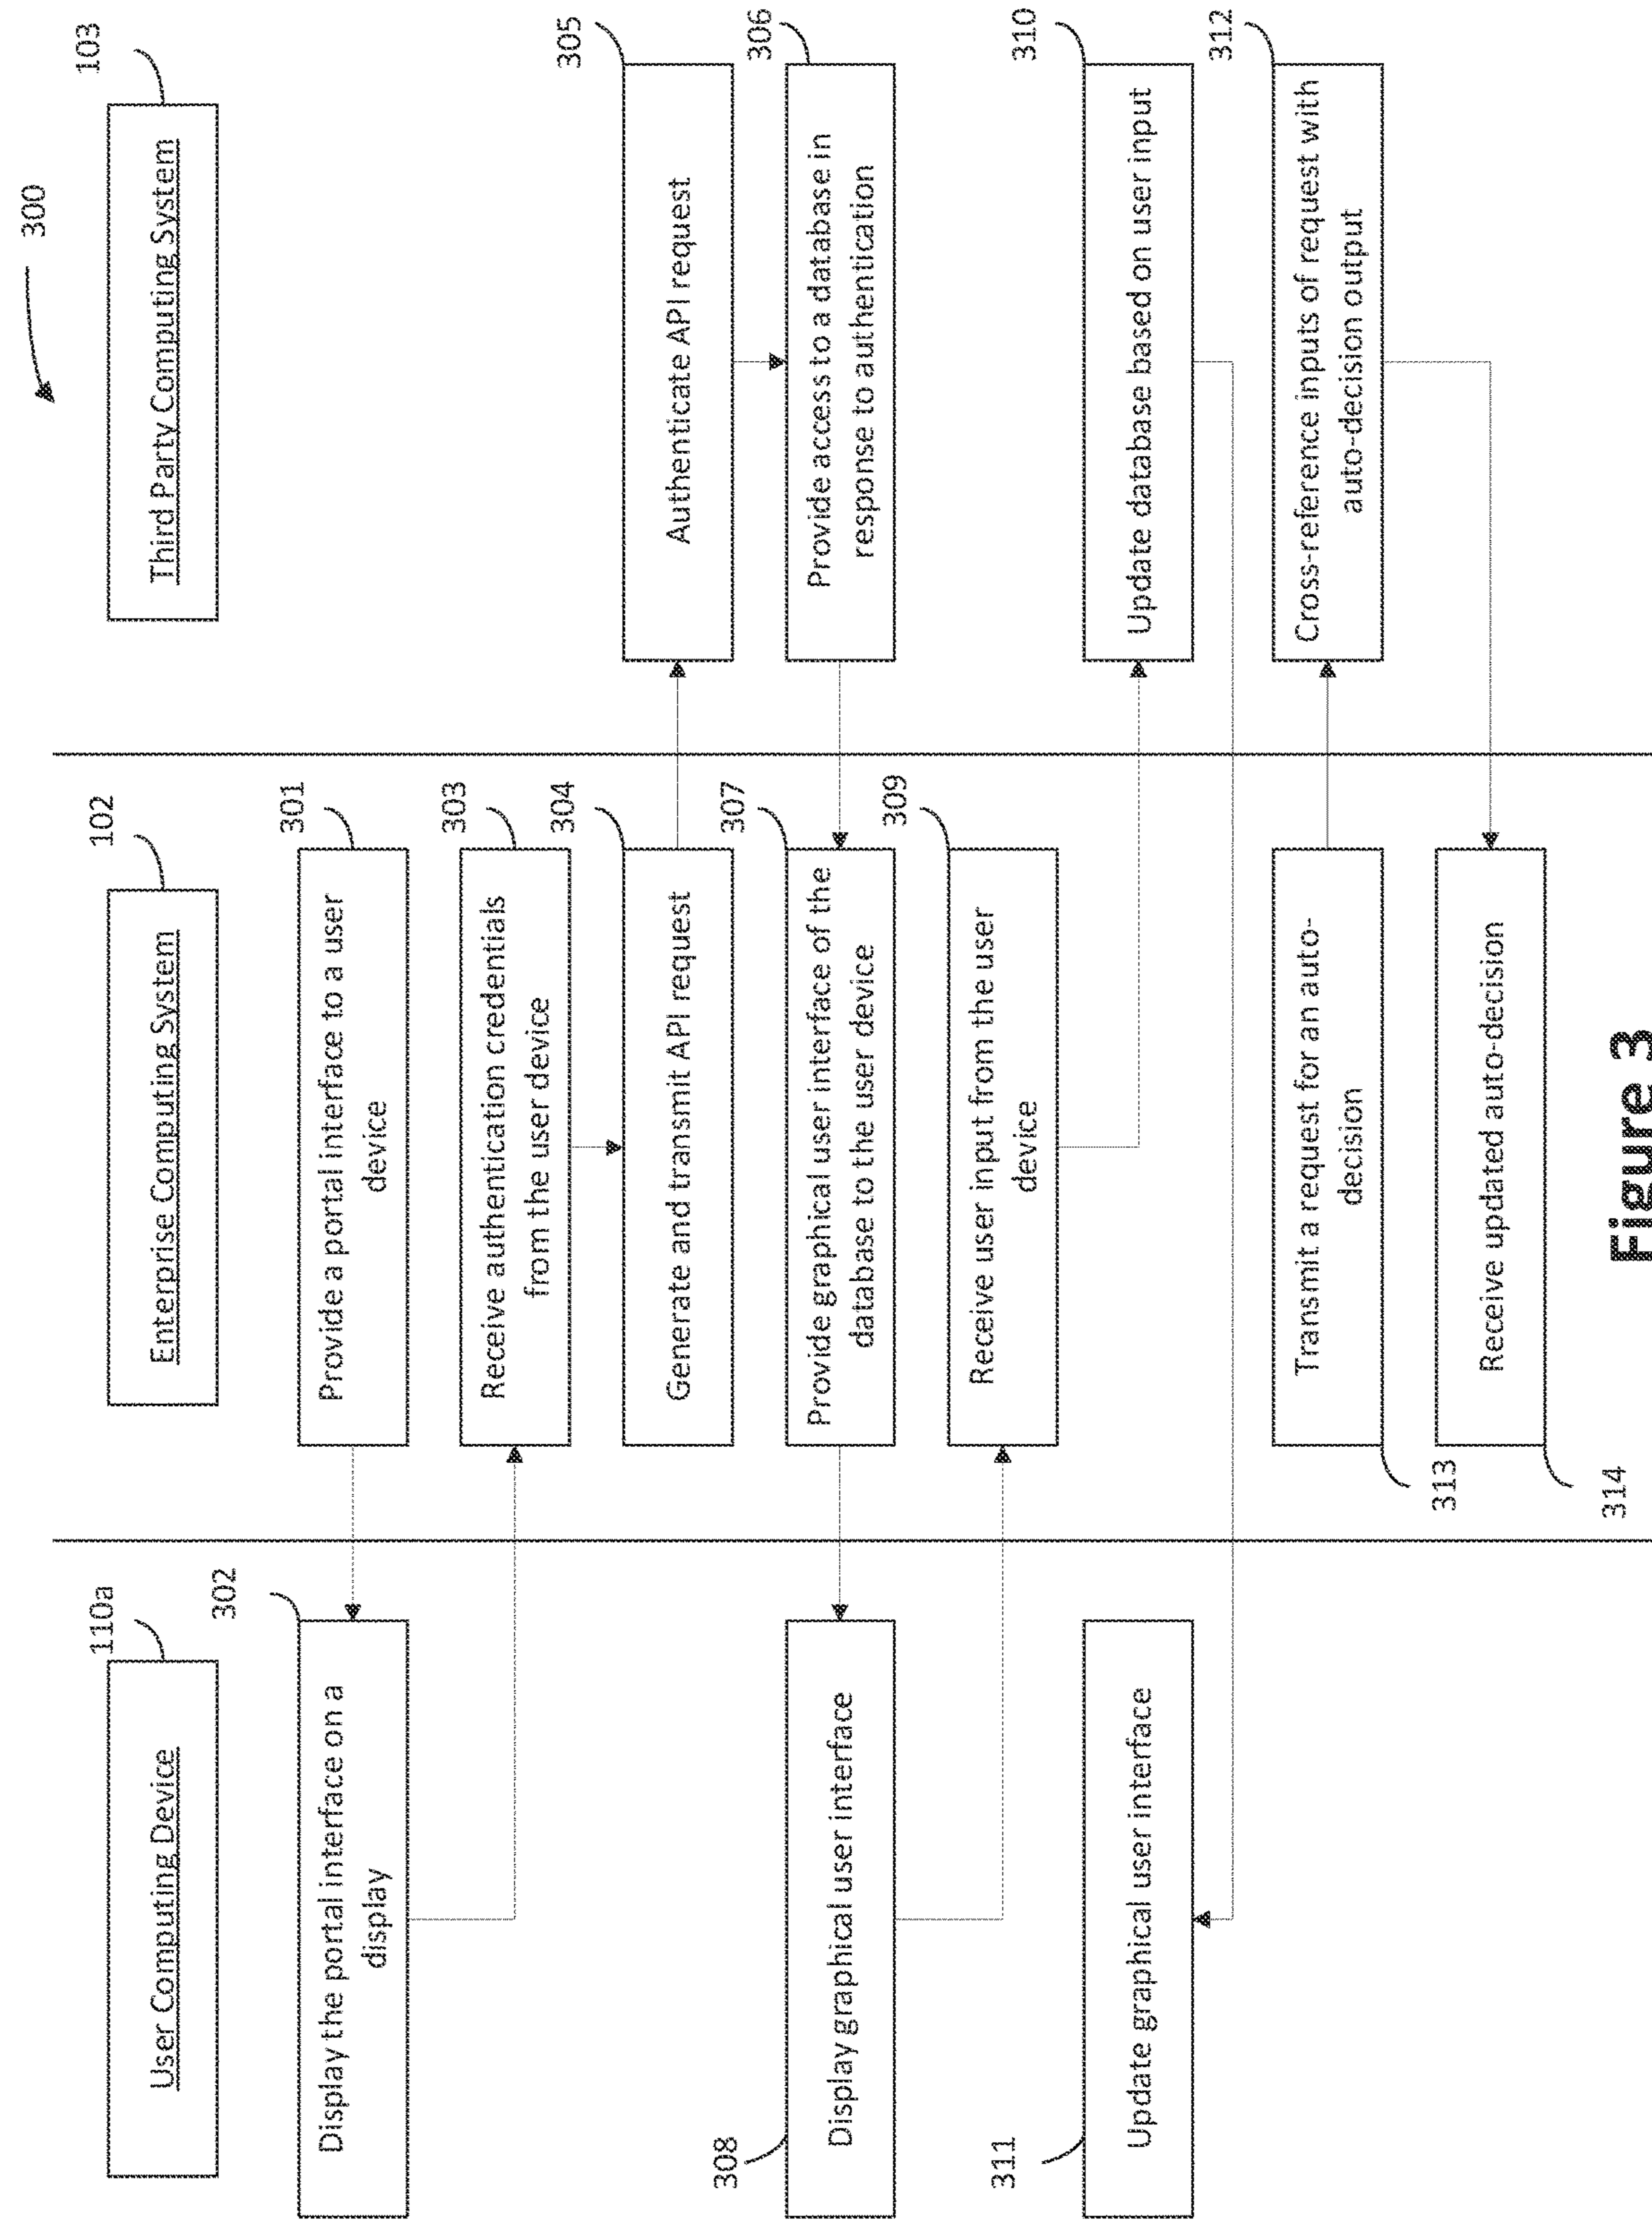 300
110a
102
103
User Computing Device
Enterprise Computing System
Third Party Computing System
302
301
Display the portal interface on a
display
Provide a portal interface to a user
device
303
Receive authentication credentials
from the user device
304
305
Generate and transmit API request
Authenticate API request
308
307
306
Display graphical user interface
Provide graphical user interface of the
database to the user device
Provide access to a database in
response to authentication
309
Receive user input from the user
device
311
310
Update graphical user interface
Update database based on user input
312
Transmit a request for an auto-
decision
Cross-reference inputs of request with
auto-decision output
313
Receive updated auto-decision
314
Figure 3